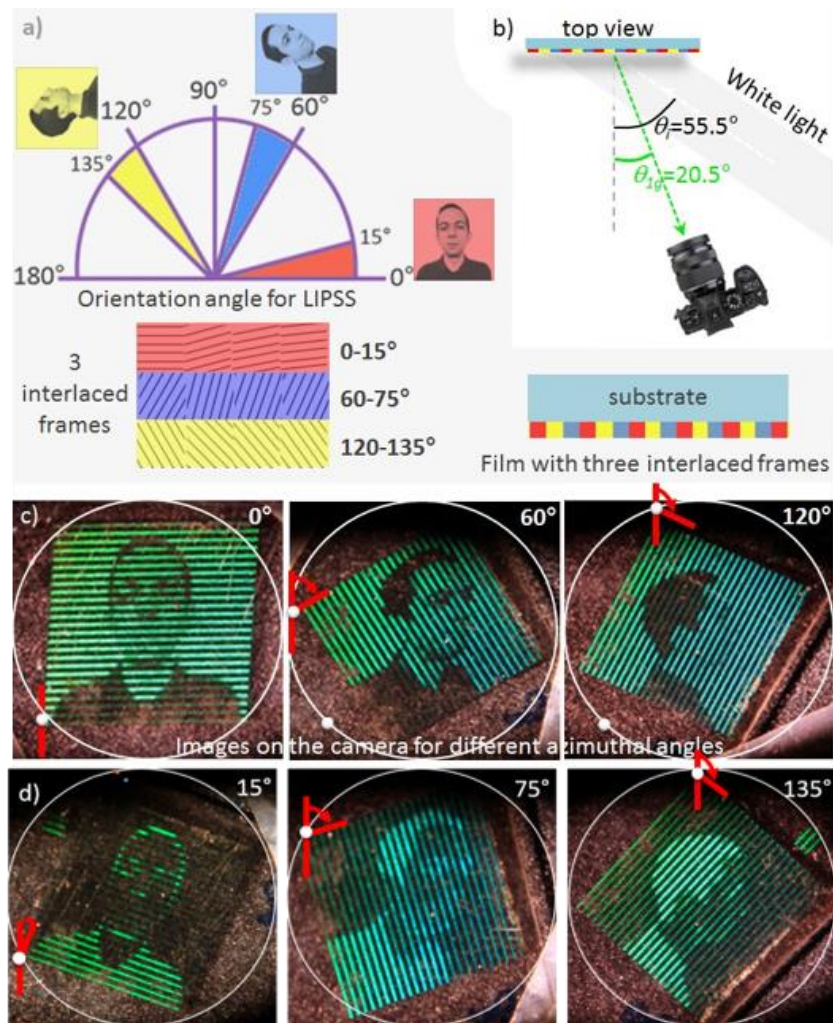 a)
120°
90°
75°
60°
135°
15°
180°
0°
Orientation angle for LIPSS
3
interlaced
frames
0-15°
60-75°
120-135°
b)
top view
White light
θi=55.5°
θ1g=20.5°
substrate
Film with three interlaced frames
c)
0°
60°
120°
Images on the camera for different azimuthal angles
d)
15°
75°
135°